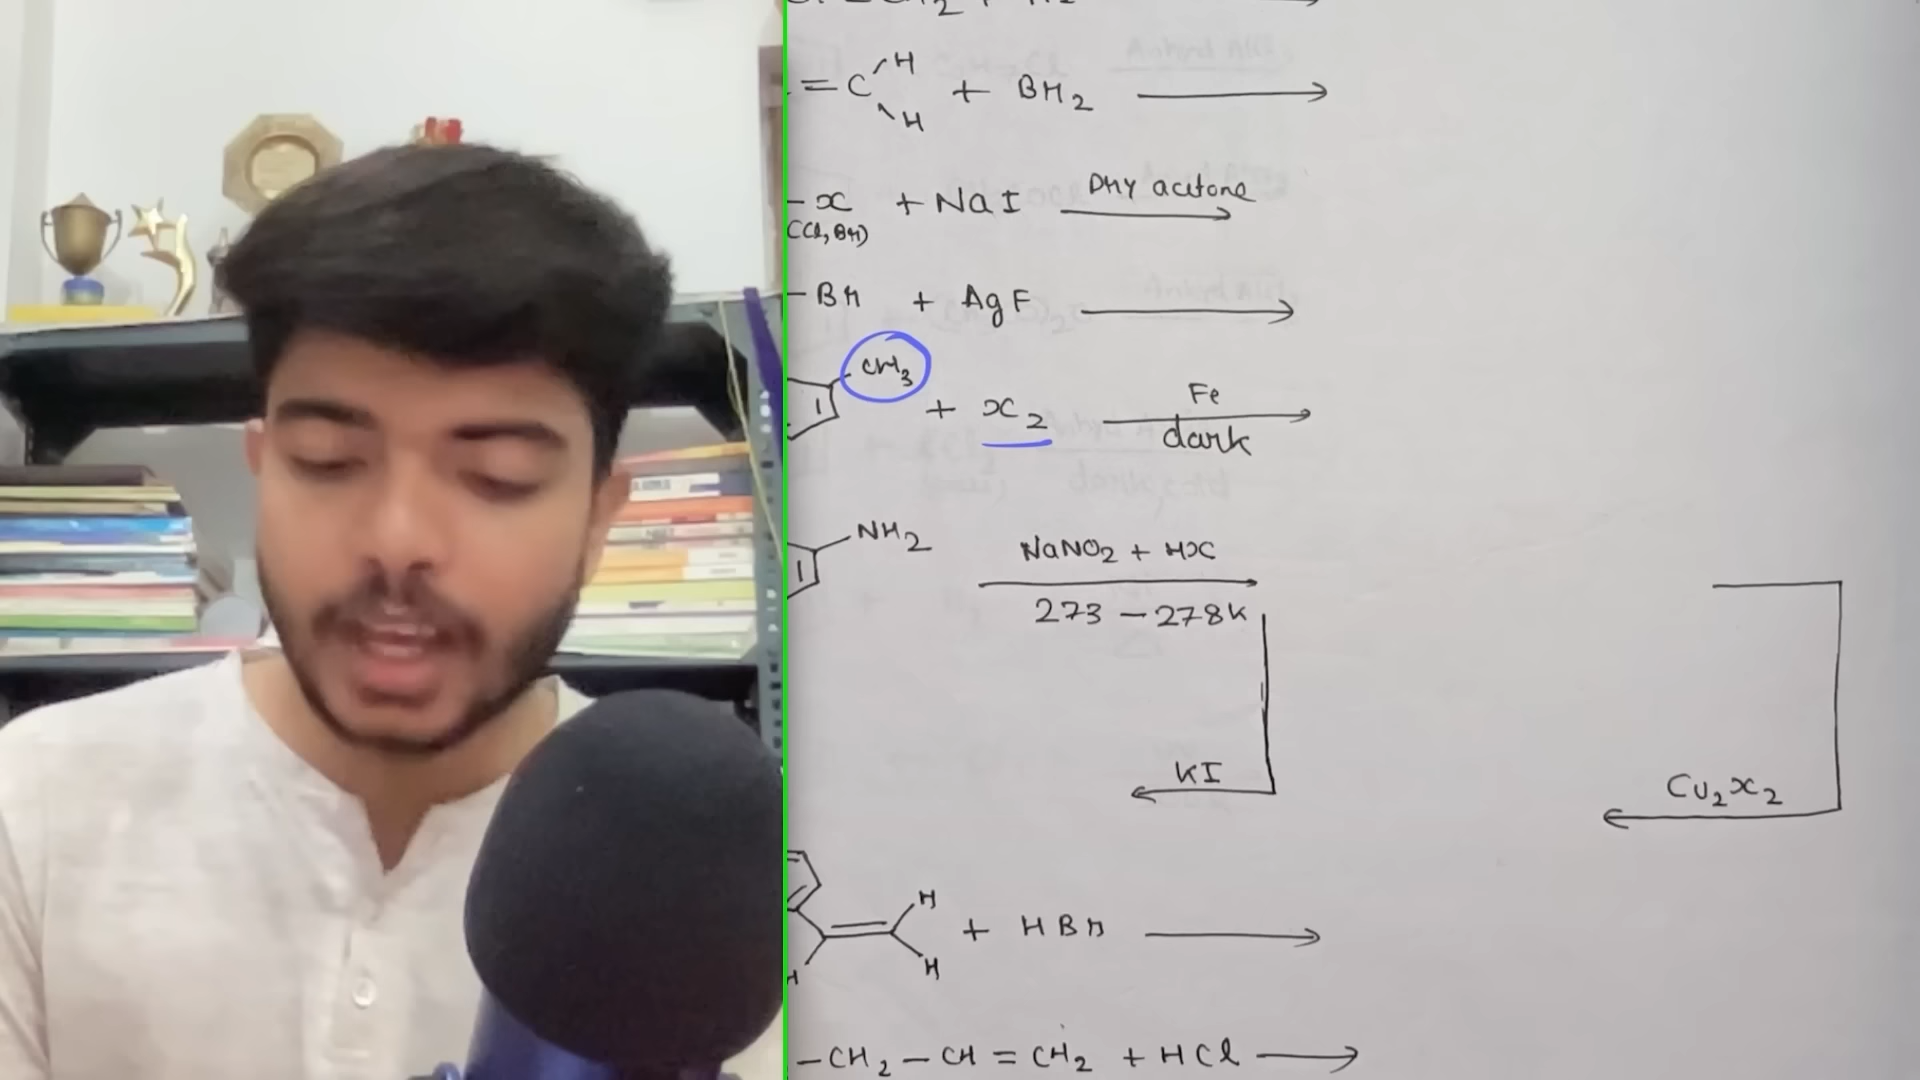 = C H H + Br2 ⟶
- x + NaI ⟶ Dry acetone
(Cl, Br)
- Br + AgF ⟶
CH3 + x2 ⟶ Fe dark
NH2 ⟶ NaNO2 + Hx
273 - 278K
KI
Cu2x2
H H H + HBr ⟶
- CH2 - CH = CH2 + HCl ⟶